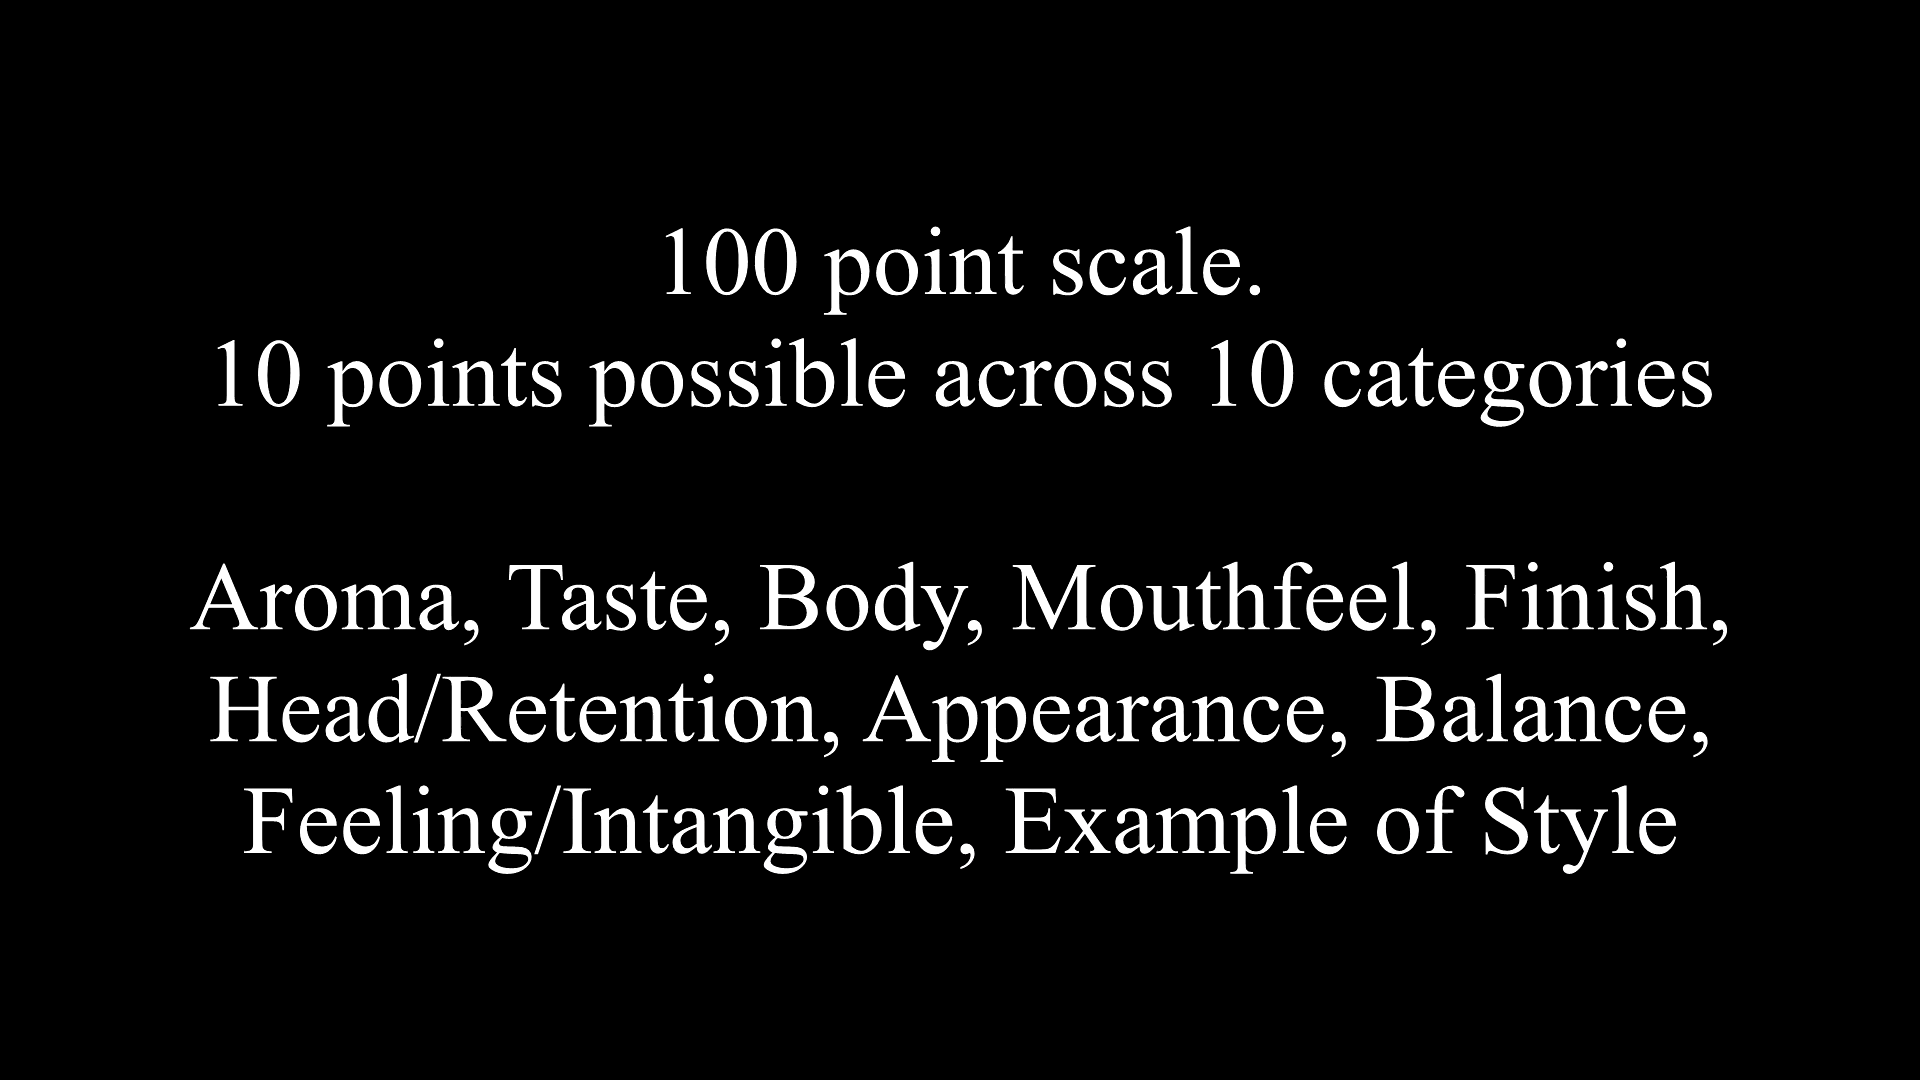 100 point scale.
10 points possible across 10 categories
Aroma, Taste, Body, Mouthfeel, Finish,
Head/Retention, Appearance, Balance,
Feeling/Intangible, Example of Style